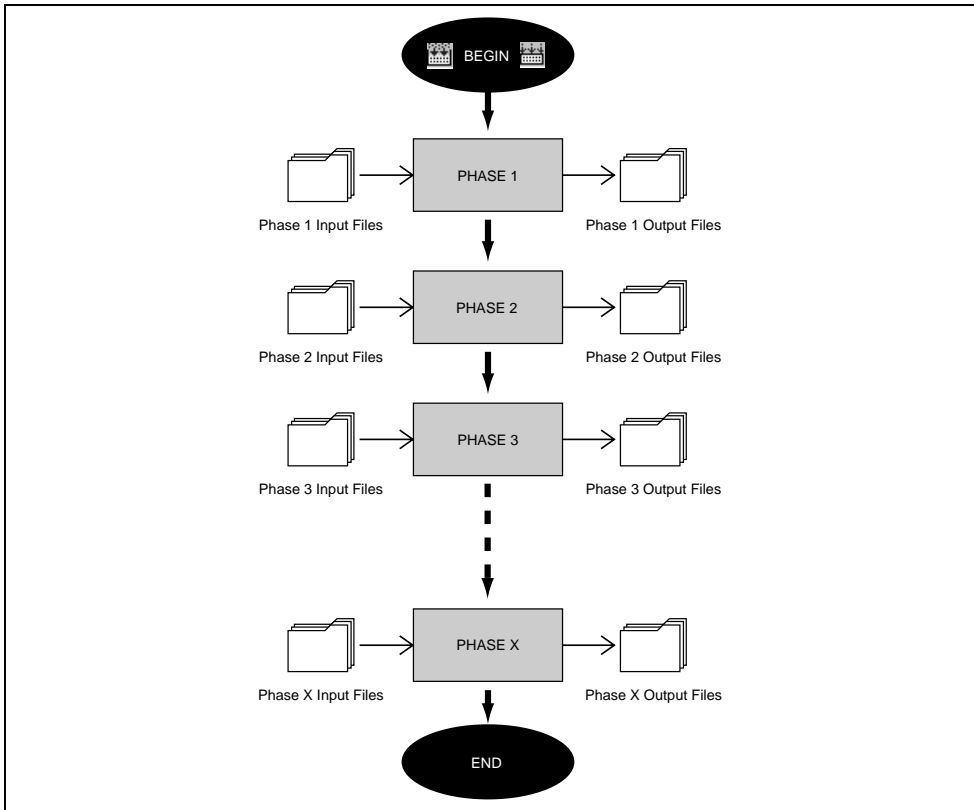 BEGIN
PHASE 1
Phase 1 Input Files
Phase 1 Output Files
PHASE 2
Phase 2 Input Files
Phase 2 Output Files
PHASE 3
Phase 3 Input Files
Phase 3 Output Files
PHASE X
Phase X Input Files
Phase X Output Files
END